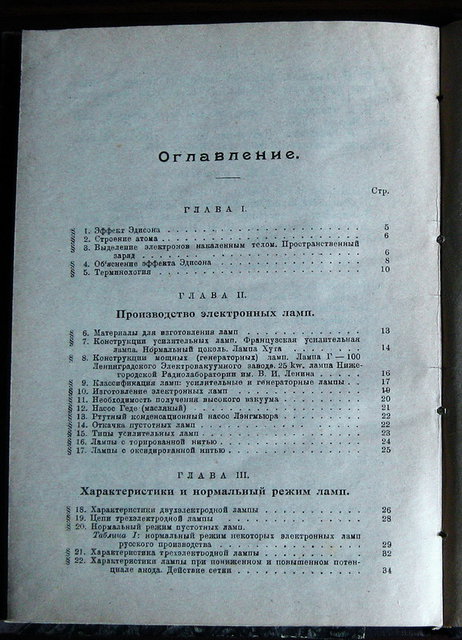 Оглавление.
Стр.
ГЛАВА I.
§ 1. Эффект Эдисона . . . . . . . . . . 5
§ 2. Строение атома . . . . . . . . . . 6
§ 3. Выделение электронов накаленным телом. Пространственный
заряд . . . . . . . . . . 6
§ 4. Об'яснение эффекта Эдисона . . . . . . . . . . 8
§ 5. Терминология . . . . . . . . . . 10
ГЛАВА II.
Производство электронных ламп.
§ 6. Материалы для изготовления ламп . . . . . . . . . . 13
§ 7. Конструкции усилительных ламп. Французская усилительная
лампа. Нормальный цоколь. Лампа Хута . . . . . . 14
§ 8. Конструкции мощных (генераторных) ламп. Лампа Г — 100
Ленинградского Электровакуумного завода. 25 kw. лампа Ниже-
городской Радиолаборатории им. В. И. Ленина . . . . . . 16
§ 9. Классификация ламп: усилительные и генераторные лампы . . 17
§ 10. Изготовление электронных ламп . . . . . . . . . . 19
§ 11. Необходимость получения высокого вакуума . . . . . . 20
§ 12. Насос Геде (масляный) . . . . . . . . . . 21
§ 13. Ртутный конденсационный насос Лэнгмьюра . . . . . . 22
§ 14. Откачка пустотных ламп . . . . . . . . . . 22
§ 15. Типы усилительных ламп . . . . . . . . . . 23
§ 16. Лампы с торированной нитью . . . . . . . . . . 24
§ 17. Лампы с оксидированной нитью . . . . . . . . . . 25
ГЛАВА III.
Характеристики и нормальный режим ламп.
§ 18. Характеристики двухэлектродной лампы . . . . . . . . 26
§ 19. Цепи трехэлектродной лампы . . . . . . . . . . 28
§ 20. Нормальный режим пустотных ламп.
Таблица 1: нормальный режим некоторых электронных ламп
русского производства . . . . . . . . . . 29
§ 21. Характеристика трехэлектродной лампы . . . . . . . . 32
§ 22. Характеристики лампы при пониженном и повышенном потен-
циале анода. Действие сетки . . . . . . . . . . 34